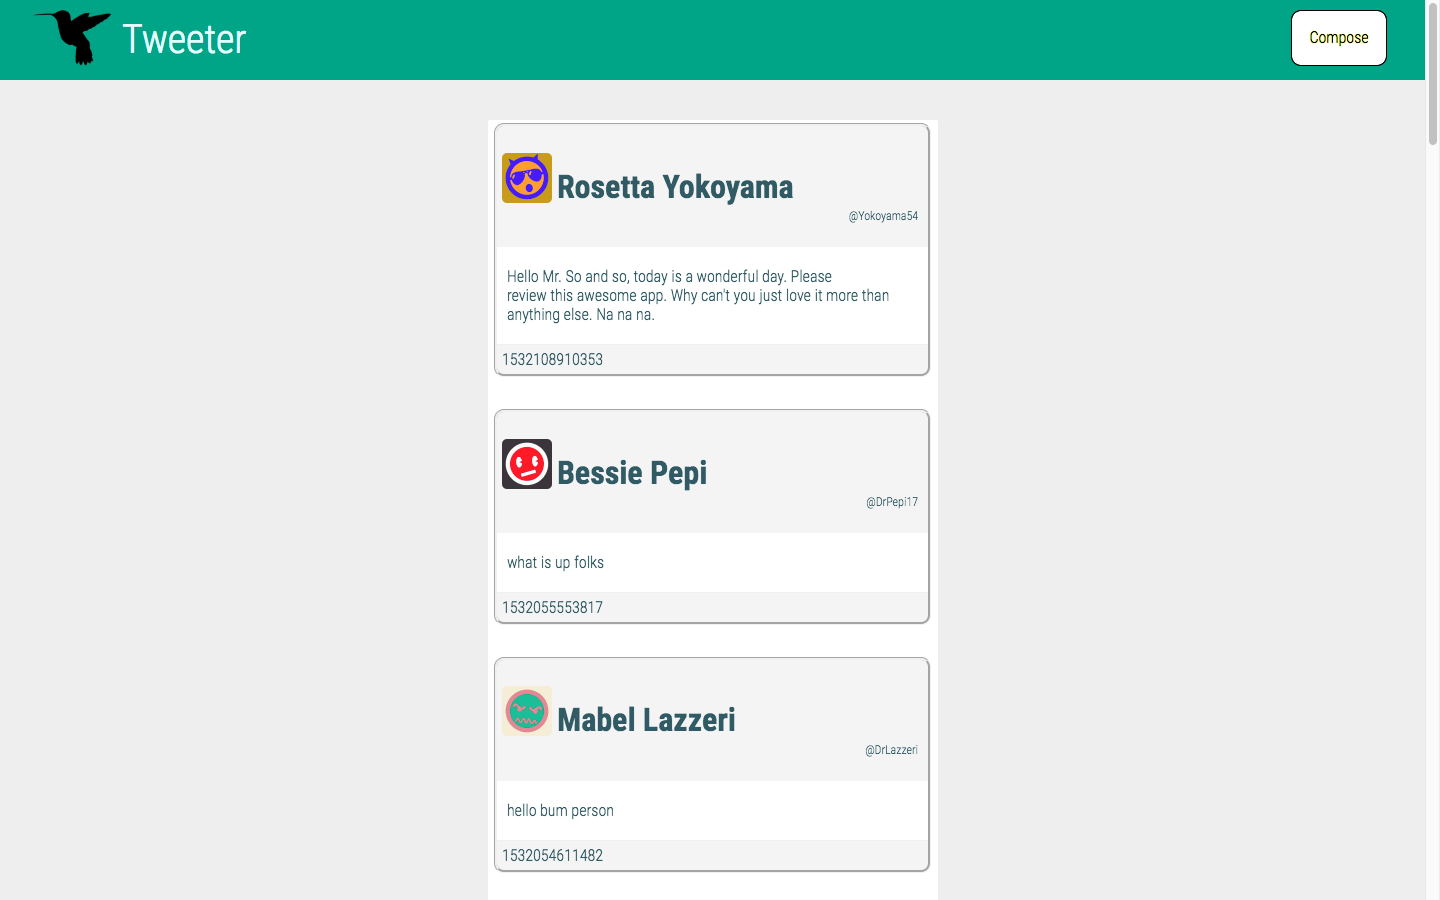 Tweeter
Compose
Rosetta Yokoyama
@Yokoyama54
Hello Mr. So and so, today is a wonderful day. Please
review this awesome app. Why can't you just love it more than
anything else. Na na na.
1532108910353
Bessie Pepi
@DrPepi17
what is up folks
1532055553817
Mabel Lazzeri
@DrLazzeri
hello bum person
1532054611482